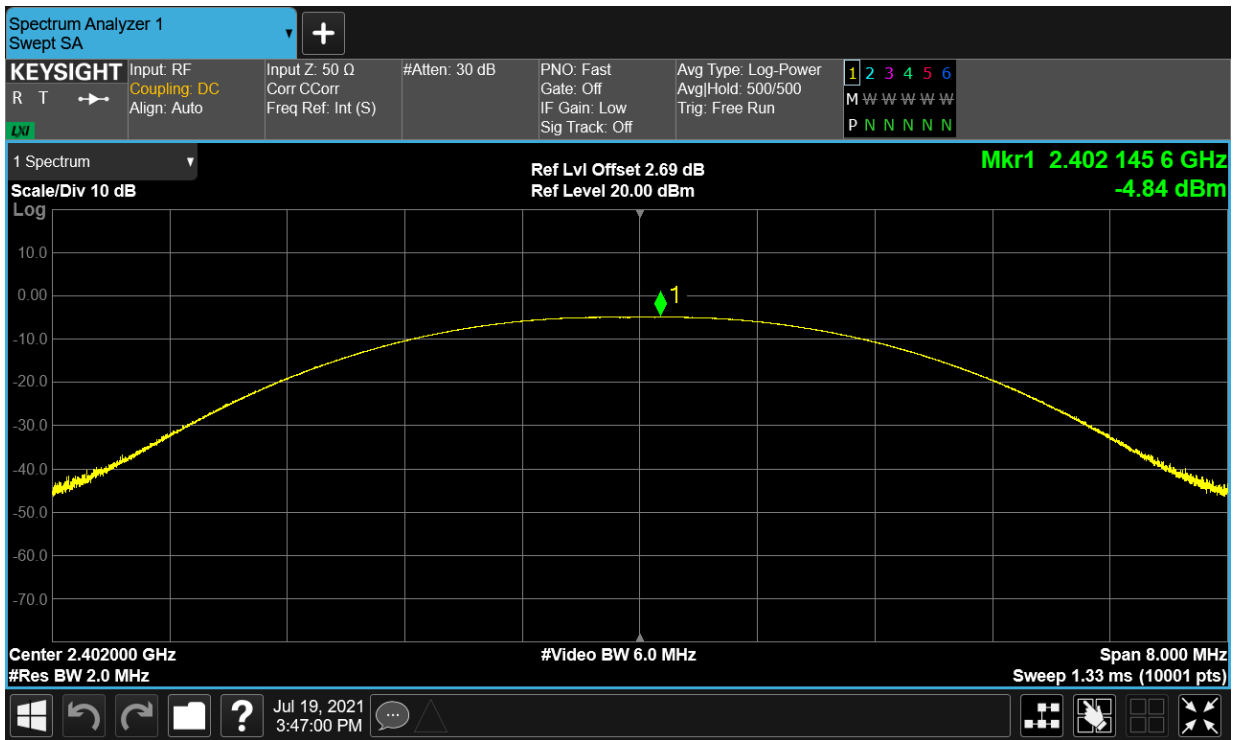 Spectrum Analyzer 1
Swept SA
+
KEYSIGHT
R T
LXI
Input: RF
Coupling: DC
Align: Auto
Input Z: 50 Ω
Corr CCorr
Freq Ref: Int (S)
#Atten: 30 dB
PNO: Fast
Gate: Off
IF Gain: Low
Sig Track: Off
Avg Type: Log-Power
Avg|Hold: 500/500
Trig: Free Run
1 2 3 4 5 6
M W W W W W
P N N N N N
1 Spectrum
Scale/Div 10 dB
Log
Ref Lvl Offset 2.69 dB
Ref Level 20.00 dBm
Mkr1 2.402 145 6 GHz
-4.84 dBm
10.0
0.00
1
-10.0
-20.0
-30.0
-40.0
-50.0
-60.0
-70.0
Center 2.402000 GHz
#Res BW 2.0 MHz
#Video BW 6.0 MHz
Span 8.000 MHz
Sweep 1.33 ms (10001 pts)
?
Jul 19, 2021
3:47:00 PM